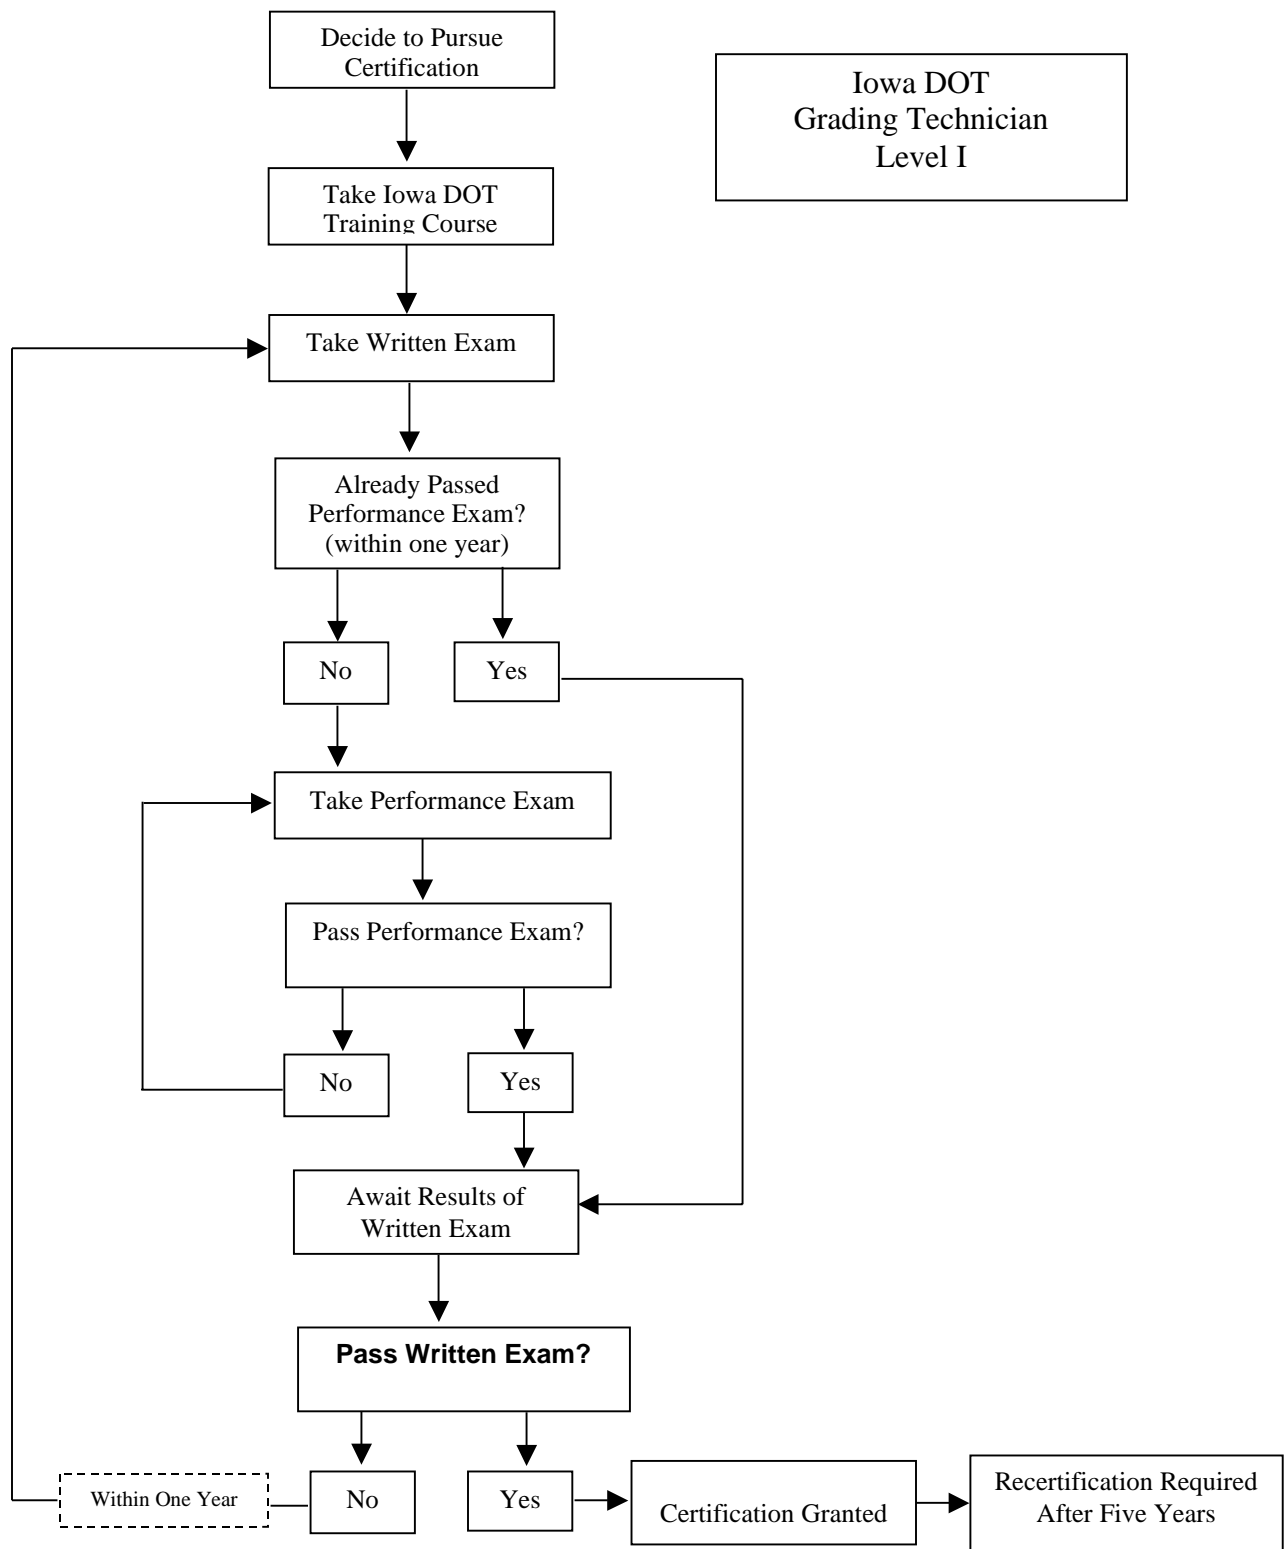 Decide to Pursue
Certification
Iowa DOT
Grading Technician
Level I
Take Iowa DOT
Training Course
Take Written Exam
Already Passed
Performance Exam?
(within one year)
No
Yes
Take Performance Exam
Pass Performance Exam?
No
Yes
Await Results of
Written Exam
Pass Written Exam?
Within One Year
No
Yes
Certification Granted
Recertification Required
After Five Years